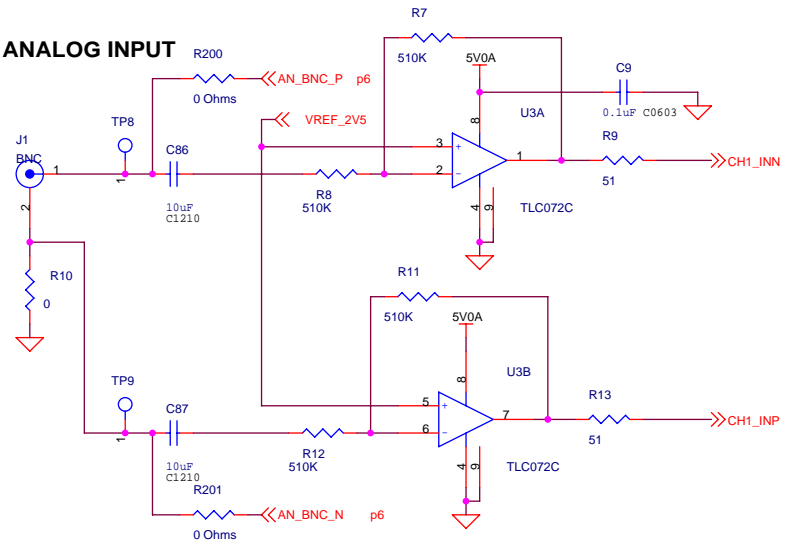 R7
ANALOG INPUT
R200
510K
5V0A
C9
AN_BNC_P p6
0 Ohms
U3A
0.1uF C0603
TP8
VREF_2V5
8
J1
BNC
C86
3
+
R9
1
1
2
-
1
CH1_INN
R8
51
10uF
C1210
510K
4
9
TLC072C
2
R10
R11
0
510K
5V0A
U3B
TP9
8
R13
C87
5
+
7
CH1_INP
1
6
-
R12
51
10uF
C1210
510K
4
9
TLC072C
R201
AN_BNC_N p6
0 Ohms